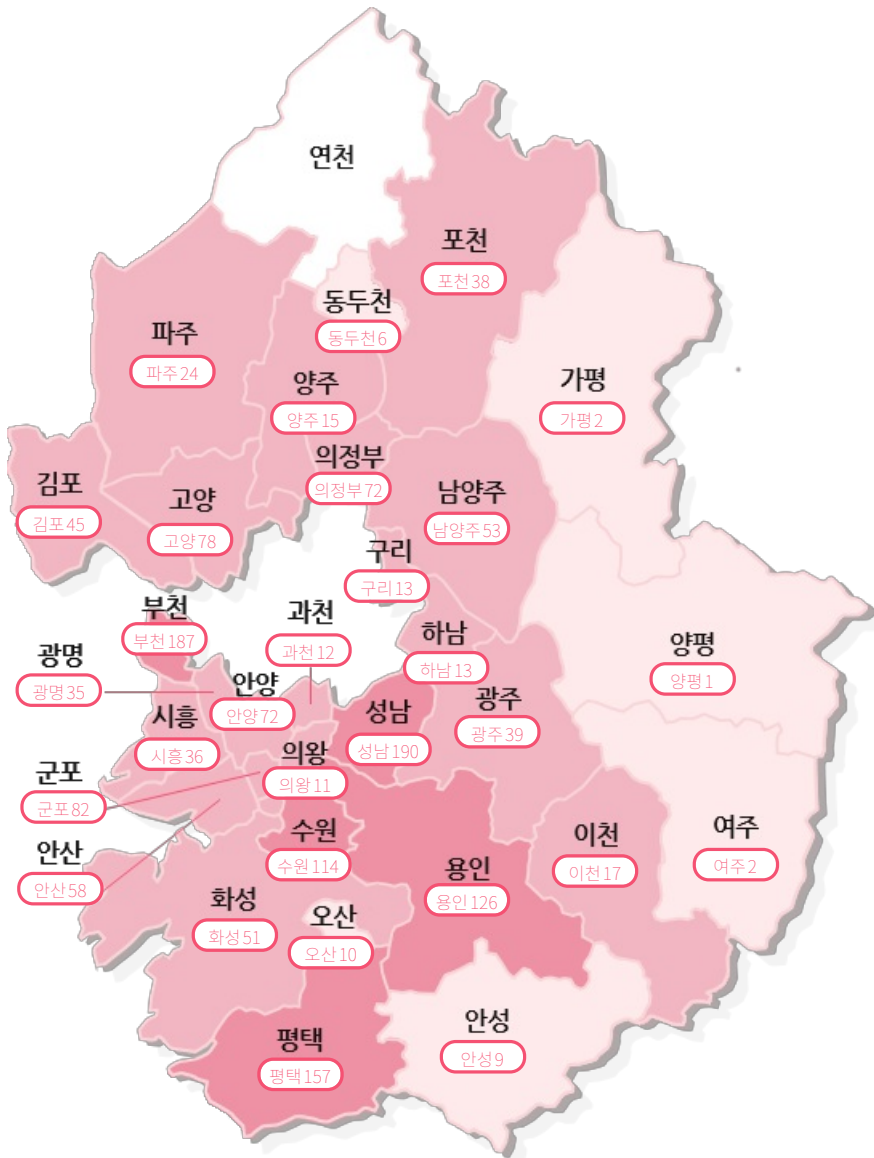 연천
포천
포천38
동두천
동두천6
파주
파주24
양주
양주15
가평
가평2
의정부
의정부72
김포
김포45
고양
고양78
남양주
남양주53
구리
구리13
부천
부천187
과천
과천12
하남
하남13
양평
양평1
광명
광명35
안양
안양72
시흥
시흥36
성남
성남190
광주
광주39
의왕
의왕11
군포
군포82
수원
수원114
이천
이천17
여주
여주2
안산
안산58
용인
용인126
화성
화성51
오산
오산10
안성
안성9
평택
평택157